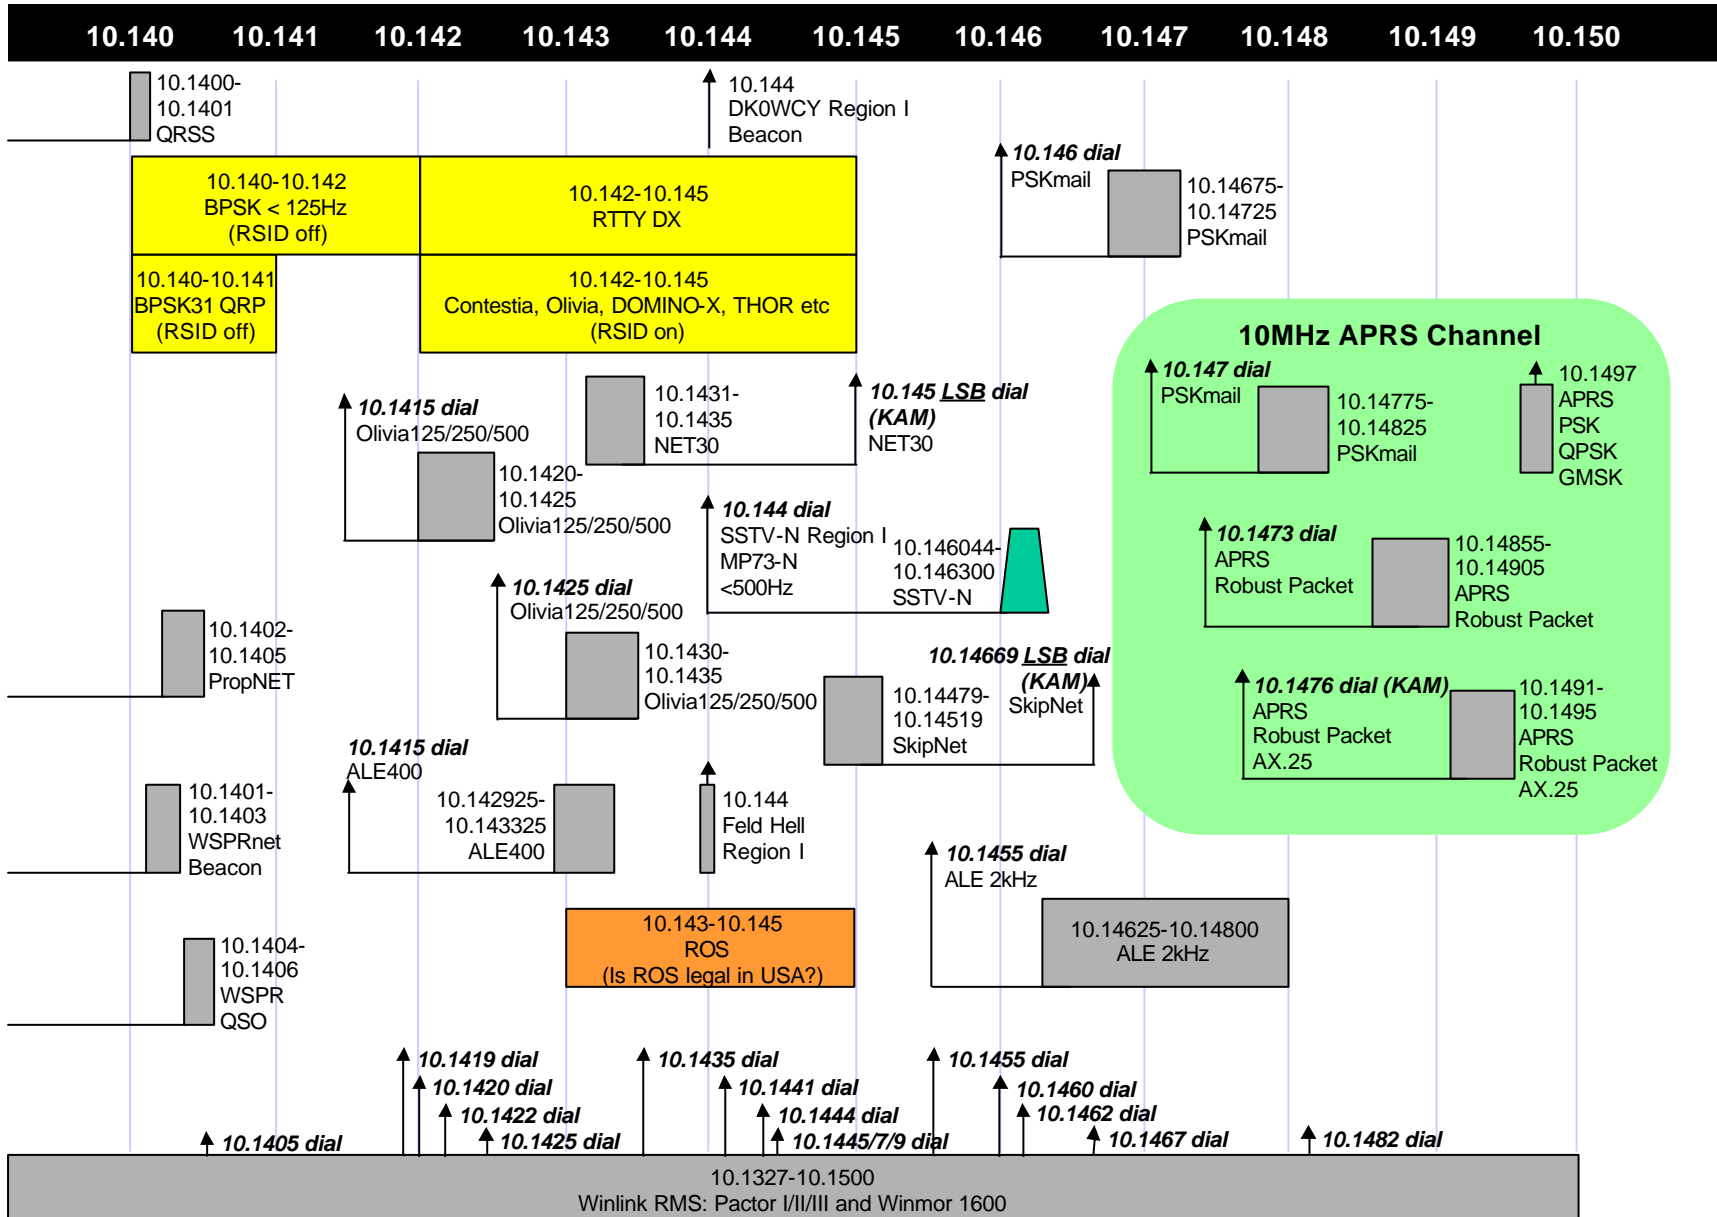 10.140 10.141 10.142 10.143 10.144 10.145 10.146 10.147 10.148 10.149 10.150
10.1400-
10.1401
QRSS
10.144
DK0WCY Region I
Beacon
10.146 dial
PSKmail
10.14675-
10.14725
PSKmail
10.140-10.142
BPSK < 125Hz
(RSID off)
10.142-10.145
RTTY DX
10.140-10.141
BPSK31 QRP
(RSID off)
10.142-10.145
Contestia, Olivia, DOMINO-X, THOR etc
(RSID on)
10MHz APRS Channel
10.147 dial
PSKmail
10.14775-
10.14825
PSKmail
10.1497
APRS
PSK
QPSK
GMSK
10.1415 dial
Olivia125/250/500
10.1420-
10.1425
Olivia125/250/500
10.1431-
10.1435
NET30
10.145 LSB dial
(KAM)
NET30
10.144 dial
SSTV-N Region I
MP73-N
<500Hz
10.146044-
10.146300
SSTV-N
10.1473 dial
APRS
Robust Packet
10.14855-
10.14905
APRS
Robust Packet
10.1425 dial
Olivia125/250/500
10.1430-
10.1435
Olivia125/250/500
10.1402-
10.1405
PropNET
10.14669 LSB dial
(KAM)
SkipNet
10.14479-
10.14519
SkipNet
10.1476 dial (KAM)
APRS
Robust Packet
AX.25
10.1491-
10.1495
APRS
Robust Packet
AX.25
10.1415 dial
ALE400
10.142925-
10.143325
ALE400
10.1401-
10.1403
WSPRnet
Beacon
10.144
Feld Hell
Region I
10.1455 dial
ALE 2kHz
10.14625-10.14800
ALE 2kHz
10.143-10.145
ROS
(Is ROS legal in USA?)
10.1404-
10.1406
WSPR
QSO
10.1419 dial
10.1435 dial
10.1455 dial
10.1420 dial
10.1441 dial
10.1460 dial
10.1422 dial
10.1444 dial
10.1462 dial
10.1405 dial
10.1425 dial
10.1445/7/9 dial
10.1467 dial
10.1482 dial
10.1327-10.1500
Winlink RMS: Pactor I/II/III and Winmor 1600